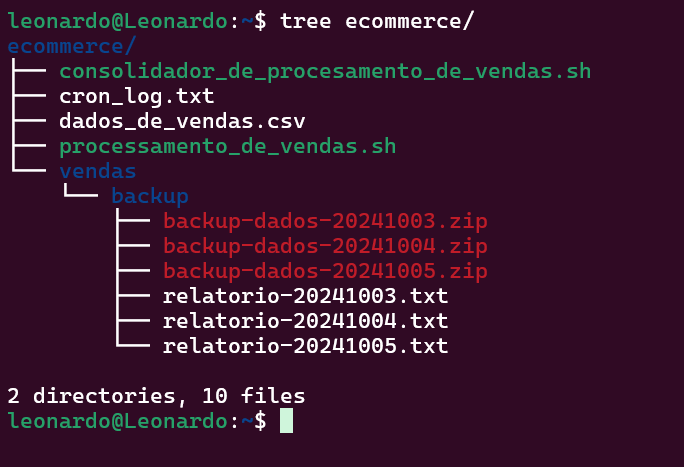 leonardo@Leonardo:~$ tree ecommerce/
ecommerce/
├── consolidador_de_procesamento_de_vendas.sh
├── cron_log.txt
├── dados_de_vendas.csv
├── processamento_de_vendas.sh
└── vendas
    └── backup
        ├── backup-dados-20241003.zip
        ├── backup-dados-20241004.zip
        ├── backup-dados-20241005.zip
        ├── relatorio-20241003.txt
        ├── relatorio-20241004.txt
        └── relatorio-20241005.txt

2 directories, 10 files
leonardo@Leonardo:~$